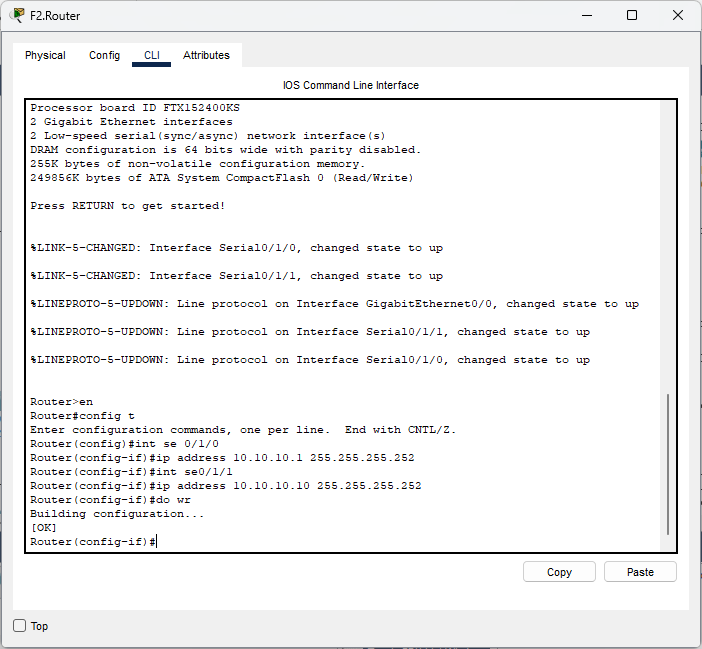 F2.Router
Physical Config CLI Attributes
IOS Command Line Interface
Processor board ID FTX152400KS
2 Gigabit Ethernet interfaces
2 Low-speed serial(sync/async) network interface(s)
DRAM configuration is 64 bits wide with parity disabled.
255K bytes of non-volatile configuration memory.
249856K bytes of ATA System CompactFlash 0 (Read/Write)
Press RETURN to get started!
%LINK-5-CHANGED: Interface Serial0/1/0, changed state to up
%LINK-5-CHANGED: Interface Serial0/1/1, changed state to up
%LINEPROTO-5-UPDOWN: Line protocol on Interface GigabitEthernet0/0, changed state to up
%LINEPROTO-5-UPDOWN: Line protocol on Interface Serial0/1/1, changed state to up
%LINEPROTO-5-UPDOWN: Line protocol on Interface Serial0/1/0, changed state to up
Router>en
Router#config t
Enter configuration commands, one per line.  End with CNTL/Z.
Router(config)#int se 0/1/0
Router(config-if)#ip address 10.10.10.1 255.255.255.252
Router(config-if)#int se0/1/1
Router(config-if)#ip address 10.10.10.10 255.255.255.252
Router(config-if)#do wr
Building configuration...
[OK]
Router(config-if)#
Copy Paste
Top